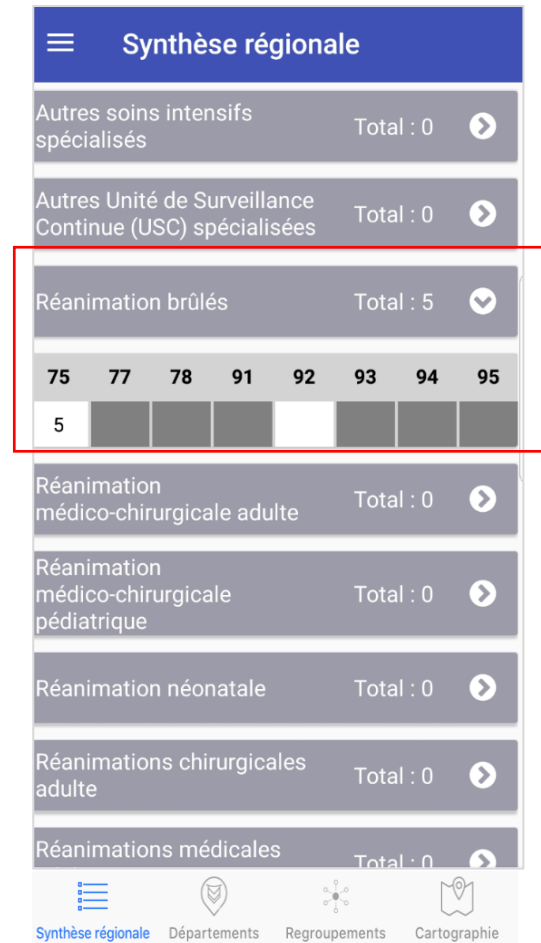 Synthèse régionale
Autres soins intensifs
spécialisés
Total : 0
Autres Unité de Surveillance
Continue (USC) spécialisées
Total : 0
Réanimation brûlés
Total : 5
75 77 78 91 92 93 94 95
5
Réanimation
médico-chirurgicale adulte
Total : 0
Réanimation
médico-chirurgicale
pédiatrique
Total : 0
Réanimation néonatale
Total : 0
Réanimations chirurgicales
adulte
Total : 0
Réanimations médicales
Total : 0
Synthèse régionale Départements Regroupements Cartographie